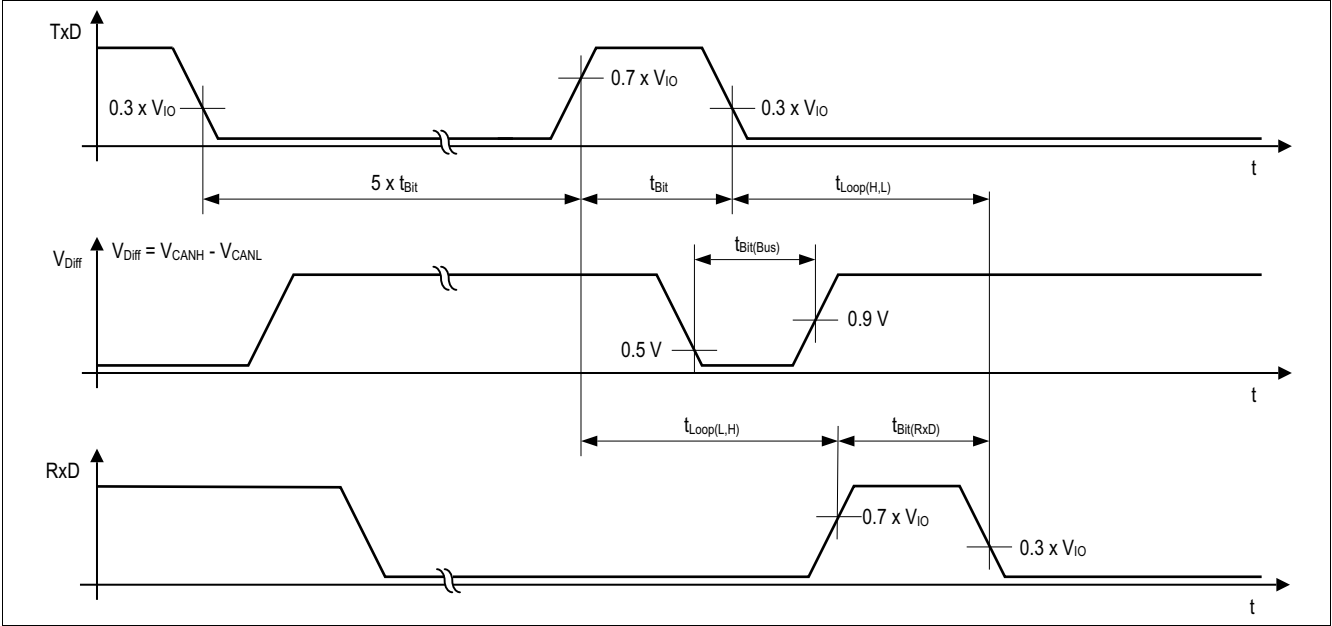 TxD
0.7 x VIO
0.3 x VIO
0.3 x VIO
t
5 x tBit
tBit
tLoop(H,L)
VDiff
VDiff = VCANH - VCANL
tBit(Bus)
0.9 V
0.5 V
t
tLoop(L,H)
tBit(RxD)
RxD
0.7 x VIO
0.3 x VIO
t